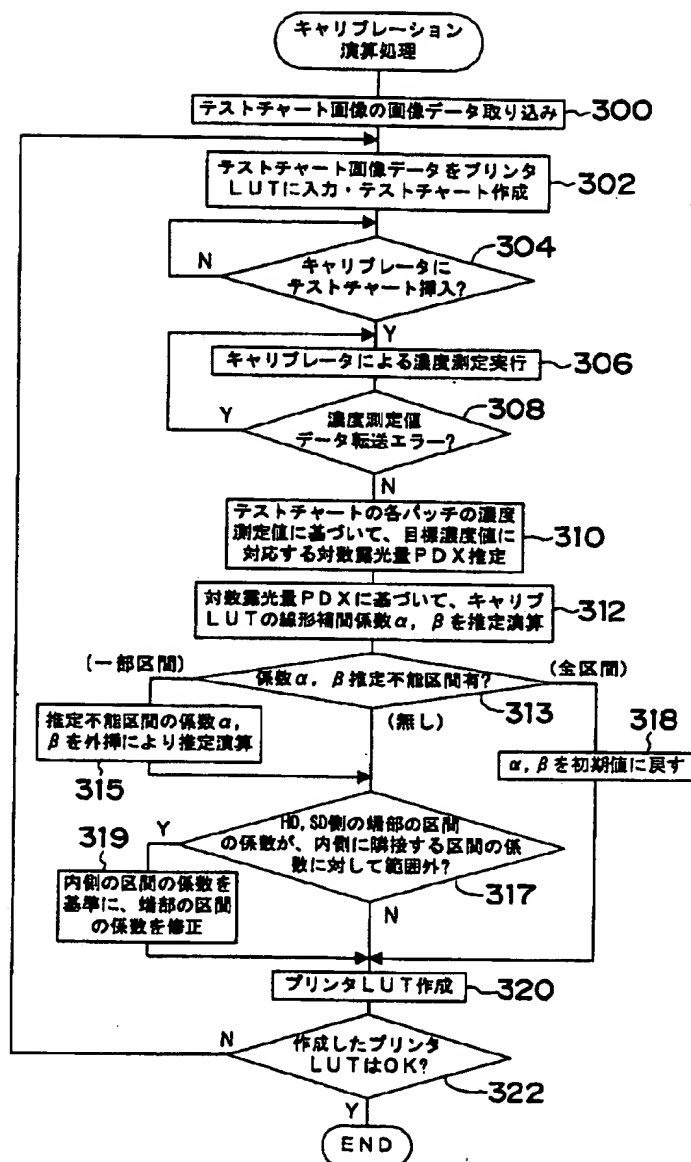 キャリブレーション
演算処理
テストチャート画像の画像データ取り込み
300
テストチャート画像データをプリンタ
LUTに入力・テストチャート作成
302
304
N
キャリブレータに
テストチャート挿入?
Y
キャリブレータによる濃度測定実行
306
308
Y
濃度測定値
データ転送エラー?
N
テストチャートの各パッチの濃度
測定値に基づいて、目標濃度値に
対応する対数露光量PDX推定
310
対数露光量PDXに基づいて、キャリブ
LUTの線形補間係数α，βを推定演算
312
(一部区間)
係数α，β推定不能区間有?
(全区間)
313
(無し)
318
推定不能区間の係数α，
βを外挿により推定演算
315
α，βを初期値に戻す
HD,SD側の端部の区間
の係数が、内側に隣接する区間の係
数に対して範囲外?
Y
319
317
内側の区間の係数を
基準に、端部の区間
の係数を修正
N
プリンタLUT作成
320
N
作成したプリンタ
LUTはOK?
322
Y
END